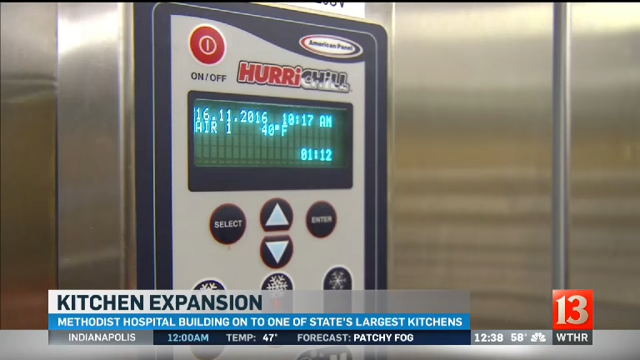 American Panel
ON/OFF
HURRiCHiLL
16.11.2016 10:17 AM
AIR 1 40°F
01:12
SELECT
ENTER
KITCHEN EXPANSION
METHODIST HOSPITAL BUILDING ON TO ONE OF STATE'S LARGEST KITCHENS
13
INDIANAPOLIS 12:00AM TEMP: 47° FORECAST: PATCHY FOG 12:38 58° WTHR